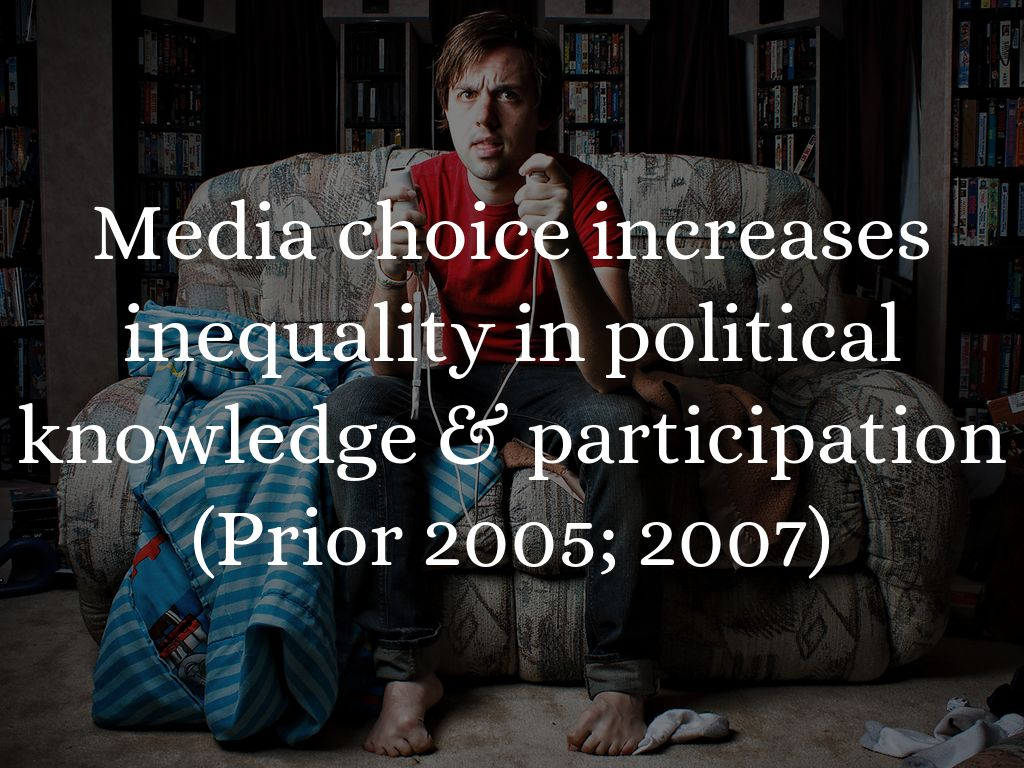 Media choice increases
inequality in political
knowledge & participation
(Prior 2005; 2007)